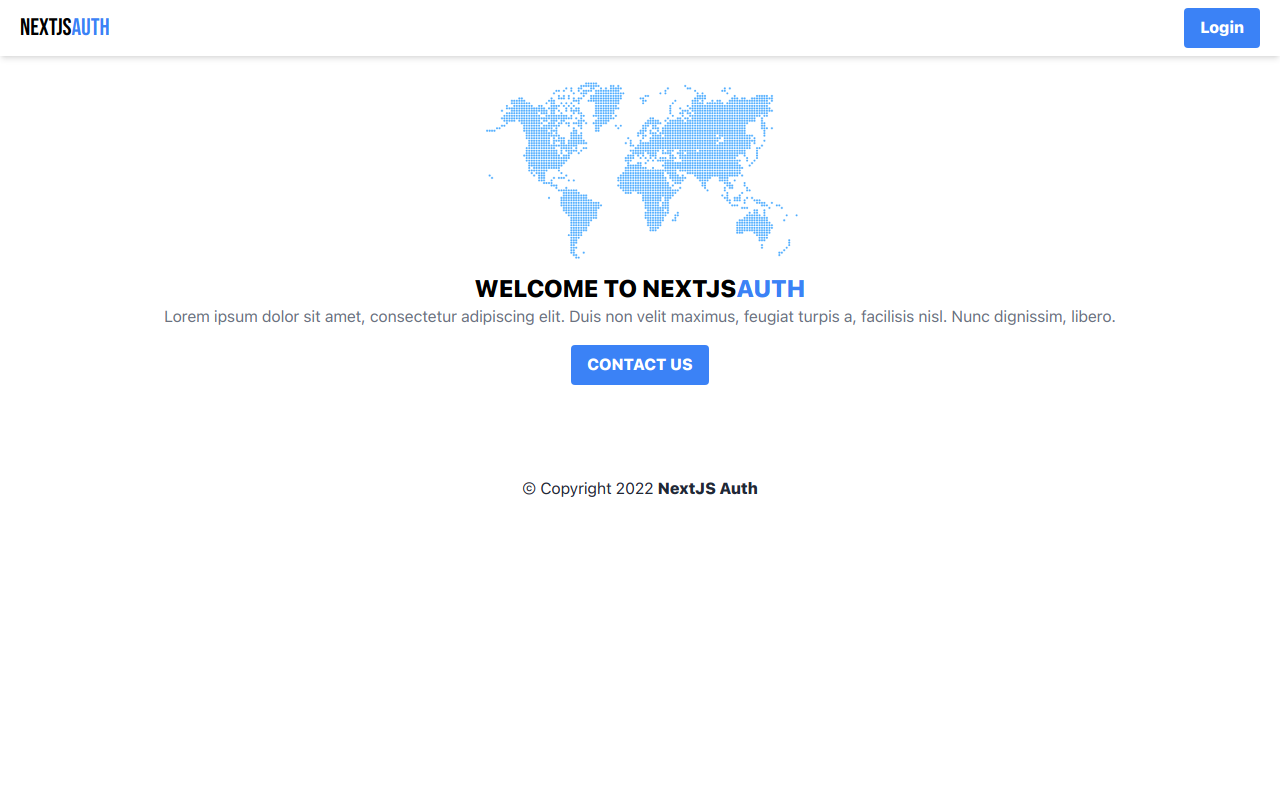 NEXTJSAUTH
Login
WELCOME TO NEXTJSAUTH
Lorem ipsum dolor sit amet, consectetur adipiscing elit. Duis non velit maximus, feugiat turpis a, facilisis nisl. Nunc dignissim, libero.
CONTACT US
© Copyright 2022 NextJS Auth